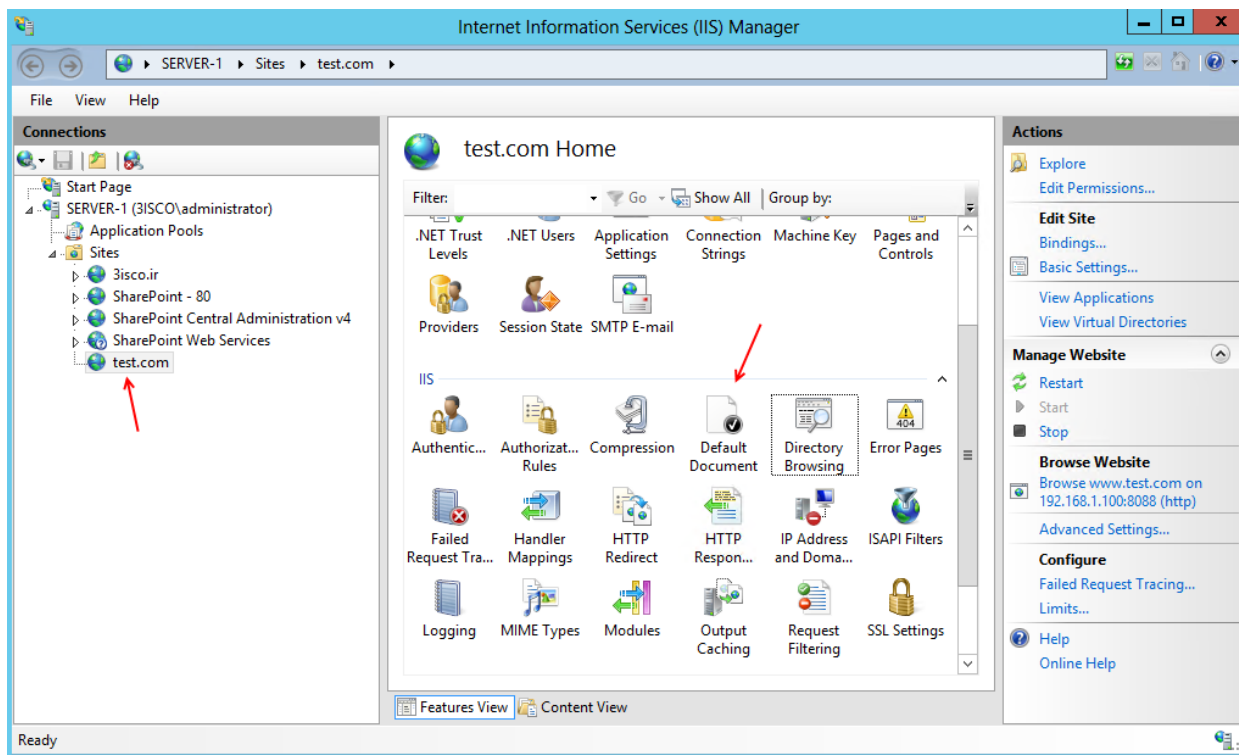 Internet Information Services (IIS) Manager
SERVER-1 Sites test.com
File View Help
Connections
Start Page
SERVER-1 (3ISCO\administrator)
Application Pools
Sites
3isco.ir
SharePoint - 80
SharePoint Central Administration v4
SharePoint Web Services
test.com
test.com Home
Filter: Go Show All Group by:
.NET Trust Levels
.NET Users
Application Settings
Connection Strings
Machine Key
Pages and Controls
Providers
Session State
SMTP E-mail
IIS
Authentic...
Authorizat... Rules
Compression
Default Document
Directory Browsing
Error Pages
404
Failed Request Tra...
Handler Mappings
HTTP Redirect
HTTP Respon...
IP Address and Doma...
ISAPI Filters
Logging
MIME Types
Modules
Output Caching
Request Filtering
SSL Settings
Features View
Content View
Actions
Explore
Edit Permissions...
Edit Site
Bindings...
Basic Settings...
View Applications
View Virtual Directories
Manage Website
Restart
Start
Stop
Browse Website
Browse www.test.com on
192.168.1.100:8088 (http)
Advanced Settings...
Configure
Failed Request Tracing...
Limits...
Help
Online Help
Ready